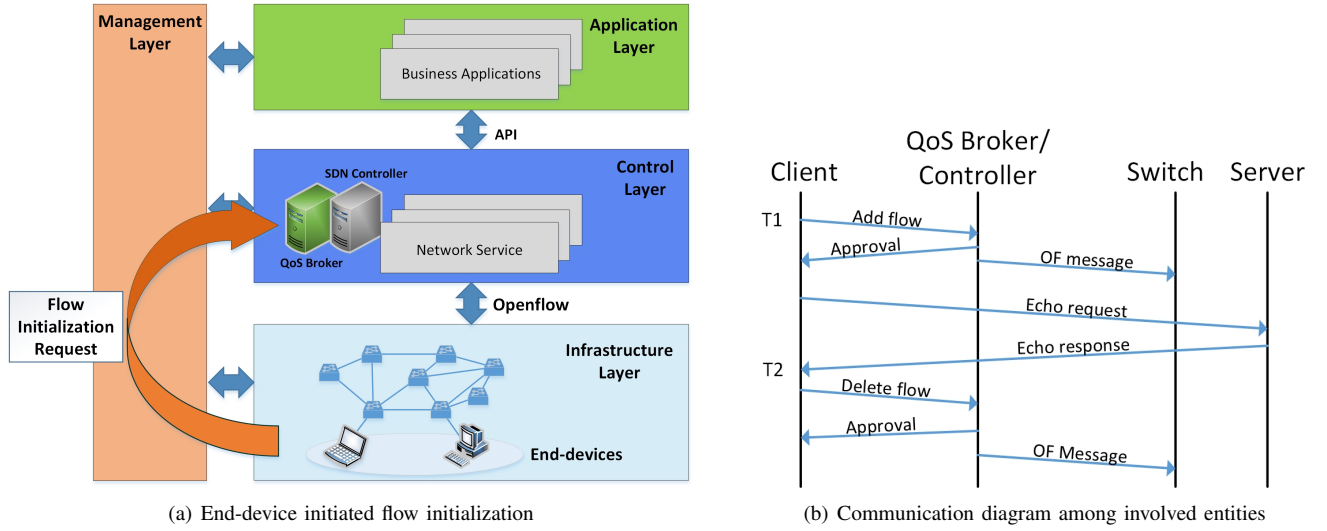 Management
Layer
Application
Layer
Business Applications
API
Control
Layer
SDN Controller
QoS Broker
Network Service
Openflow
Flow
Initialization
Request
Infrastructure
Layer
End-devices
(a) End-device initiated flow initialization
QoS Broker/
Client Controller Switch Server
T1
Add flow
Approval
OF message
Echo request
Echo response
T2
Delete flow
Approval
OF Message
(b) Communication diagram among involved entities